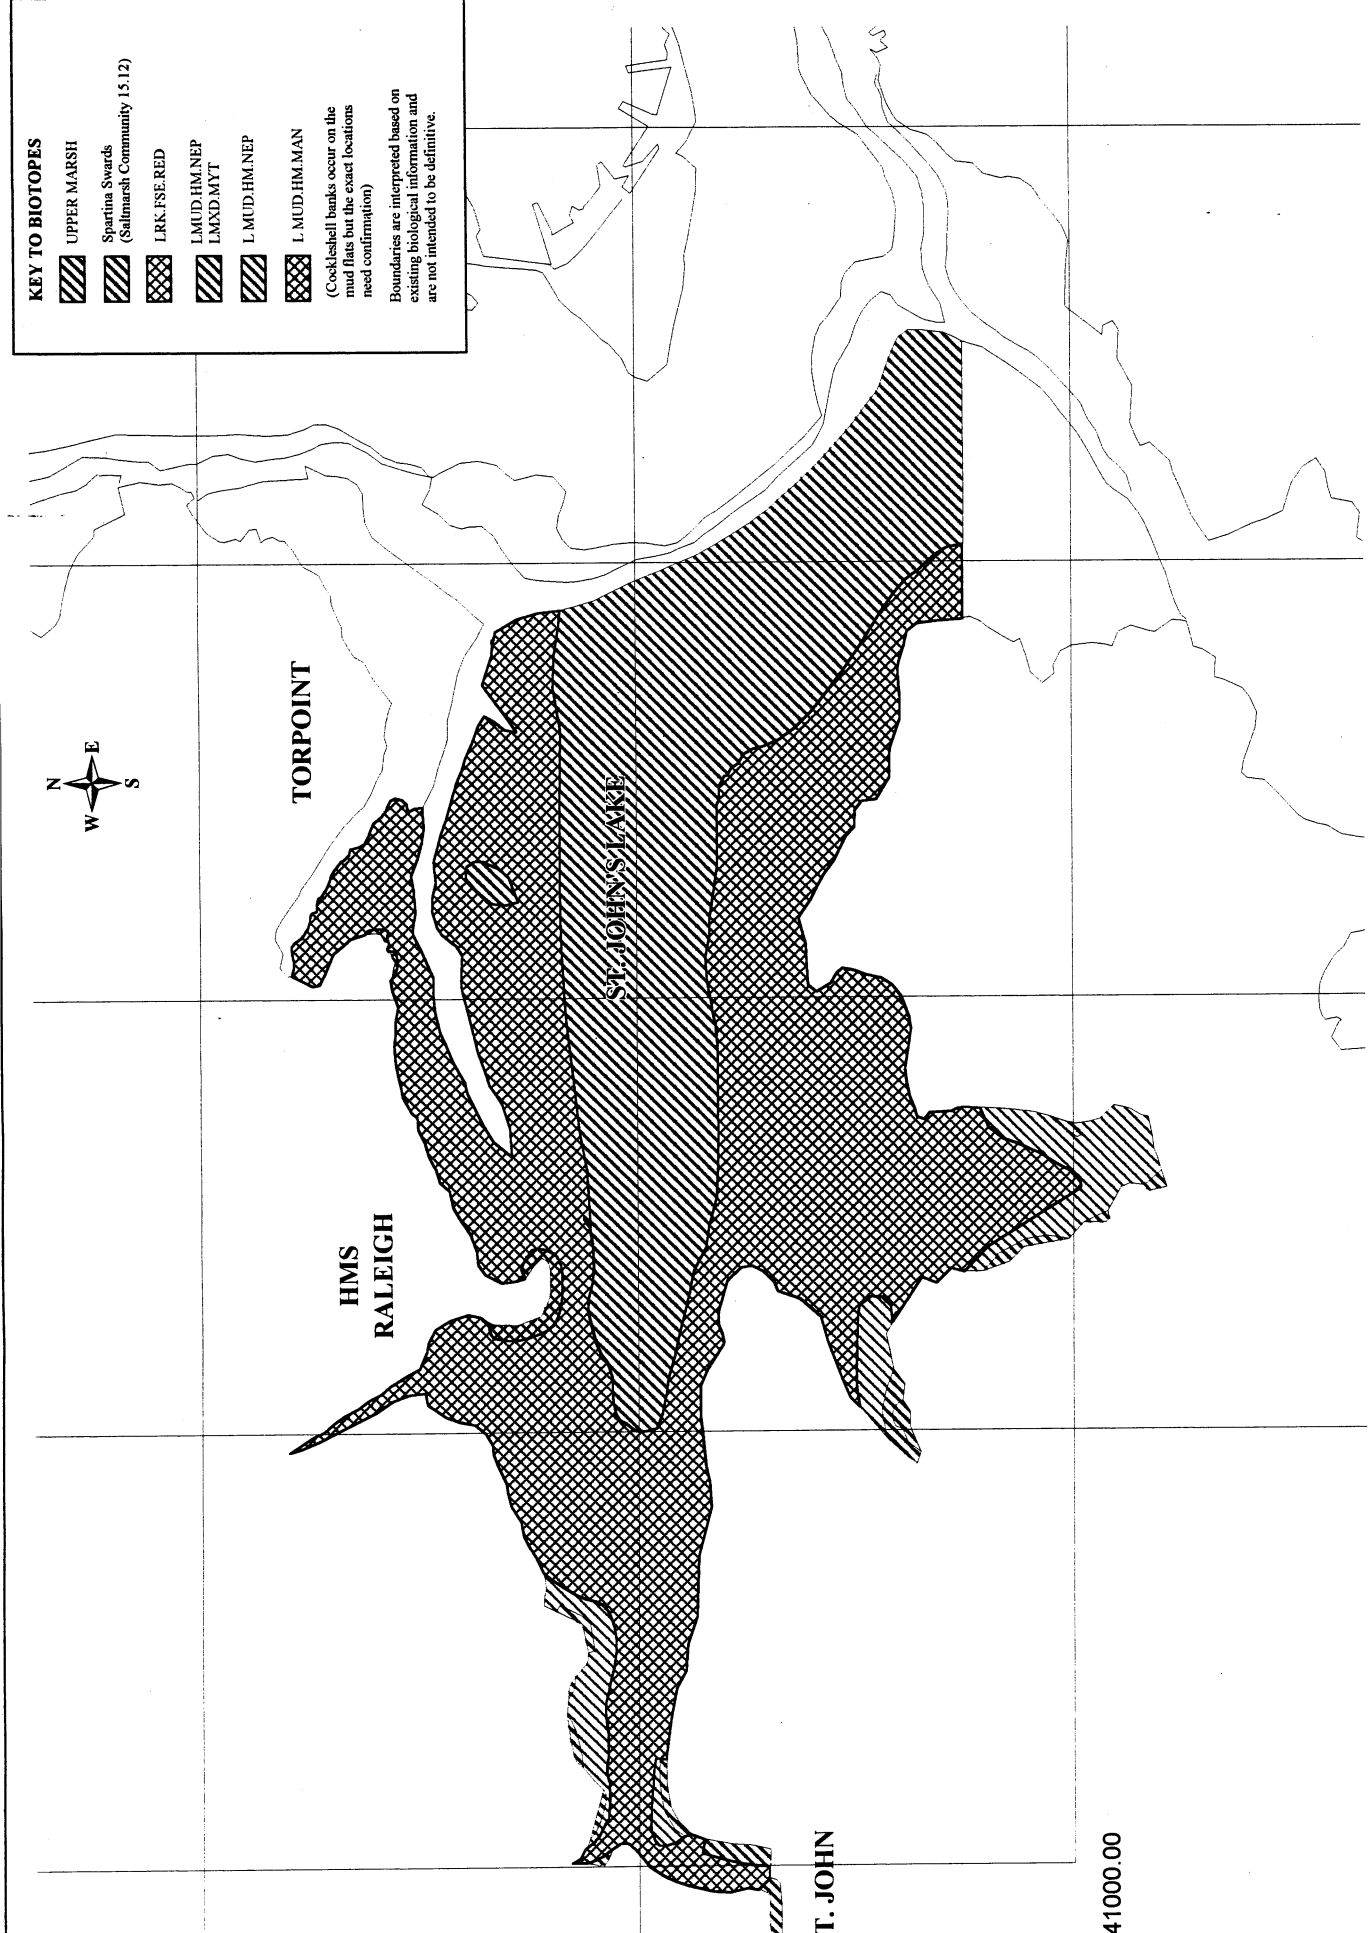 KEY TO BIOTOPES
UPPER MARSH
Spartina Swards
(Saltmarsh Community 15.12)
LRK.FSE.RED
LMUD.HM.NEP
LMXD.MYT
L MUD.HM.NEP
L MUD.HM.MAN
(Cockleshell banks occur on the
mud flats but the exact locations
need confirmation)
Boundaries are interpreted based on
existing biological information and
are not intended to be definitive.
N
W E
S
TORPOINT
HMS
RALEIGH
ST. JOHN'S LAKE
T. JOHN
41000.00